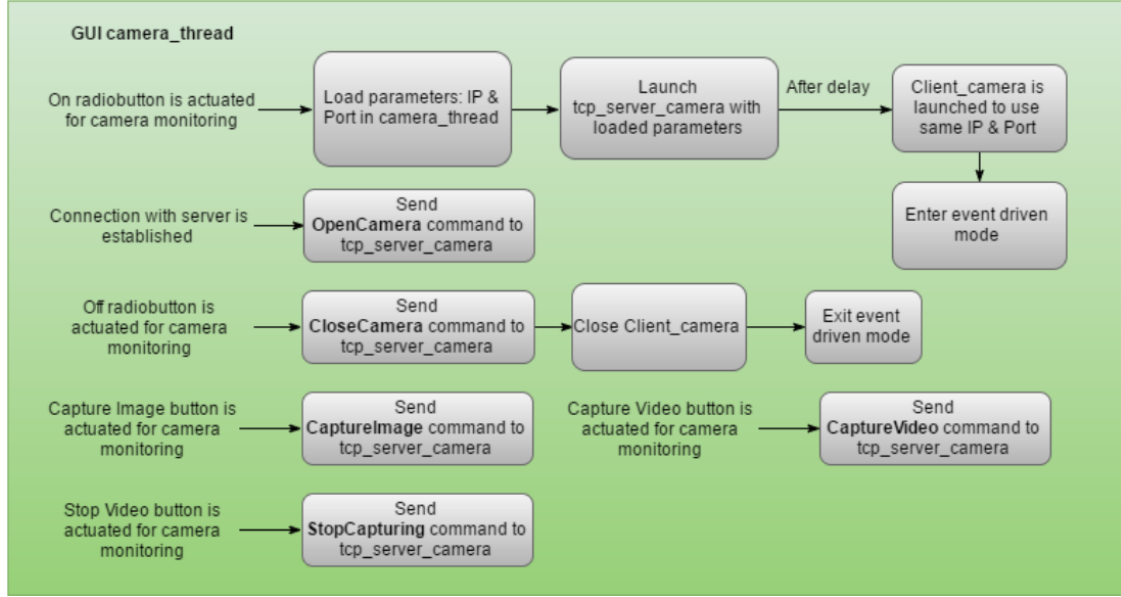 GUI camera_thread
On radiobutton is actuated
for camera monitoring
Load parameters: IP &
Port in camera_thread
Launch
tcp_server_camera with
loaded parameters
After delay
Client_camera is
launched to use
same IP & Port
Enter event driven
mode
Connection with server is
established
Send
OpenCamera command to
tcp_server_camera
Off radiobutton is
actuated for camera
monitoring
Send
CloseCamera command to
tcp_server_camera
Close Client_camera
Exit event
driven mode
Capture Image button is
actuated for camera
monitoring
Send
CaptureImage command to
tcp_server_camera
Capture Video button is
actuated for camera
monitoring
Send
CaptureVideo command to
tcp_server_camera
Stop Video button is
actuated for camera
monitoring
Send
StopCapturing command to
tcp_server_camera